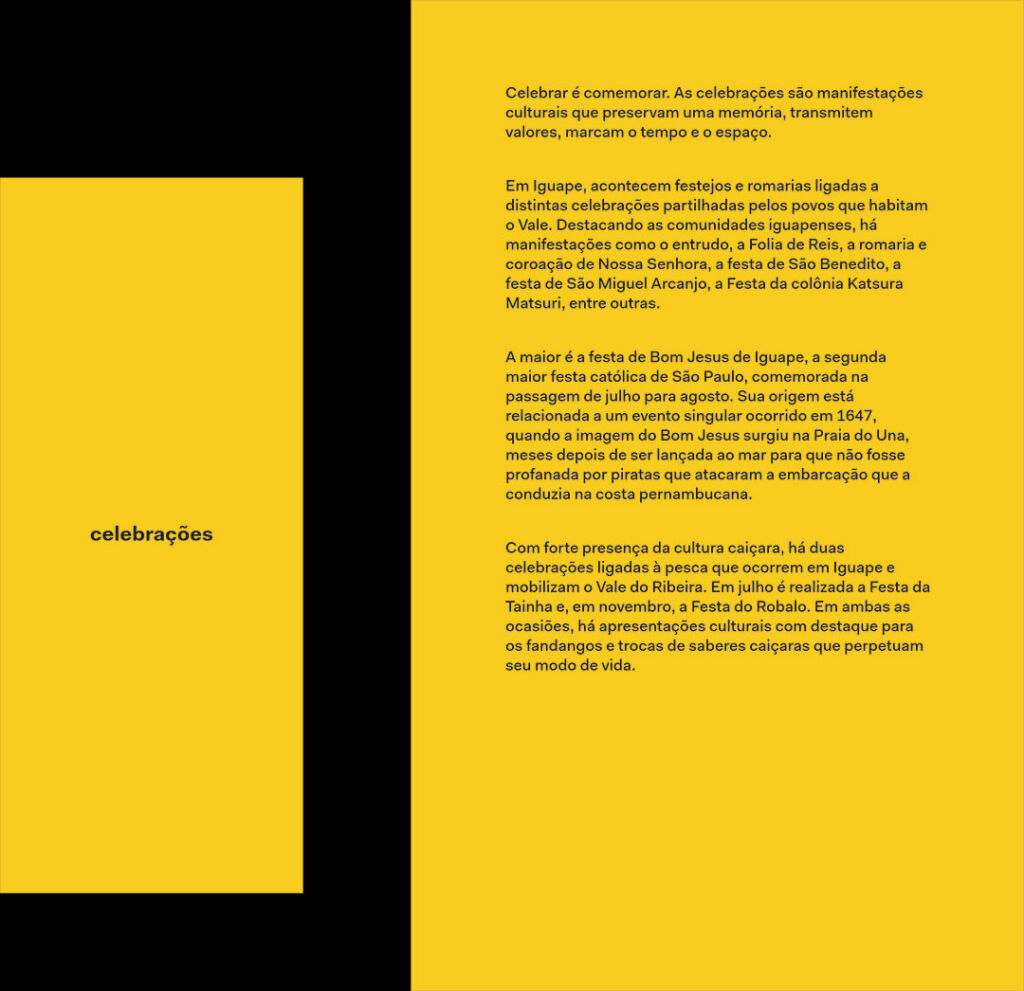 celebrações
Celebrar é comemorar. As celebrações são manifestações
culturais que preservam uma memória, transmitem
valores, marcam o tempo e o espaço.
Em Iguape, acontecem festejos e romarias ligadas a
distintas celebrações partilhadas pelos povos que habitam
o Vale. Destacando as comunidades iguapenses, há
manifestações como o entrudo, a Folia de Reis, a romaria e
coroação de Nossa Senhora, a festa de São Benedito, a
festa de São Miguel Arcanjo, a Festa da colônia Katsura
Matsuri, entre outras.
A maior é a festa de Bom Jesus de Iguape, a segunda
maior festa católica de São Paulo, comemorada na
passagem de julho para agosto. Sua origem está
relacionada a um evento singular ocorrido em 1647,
quando a imagem do Bom Jesus surgiu na Praia do Una,
meses depois de ser lançada ao mar para que não fosse
profanada por piratas que atacaram a embarcação que a
conduzia na costa pernambucana.
Com forte presença da cultura caiçara, há duas
celebrações ligadas à pesca que ocorrem em Iguape e
mobilizam o Vale do Ribeira. Em julho é realizada a Festa da
Tainha e, em novembro, a Festa do Robalo. Em ambas as
ocasiões, há apresentações culturais com destaque para
os fandangos e trocas de saberes caiçaras que perpetuam
seu modo de vida.